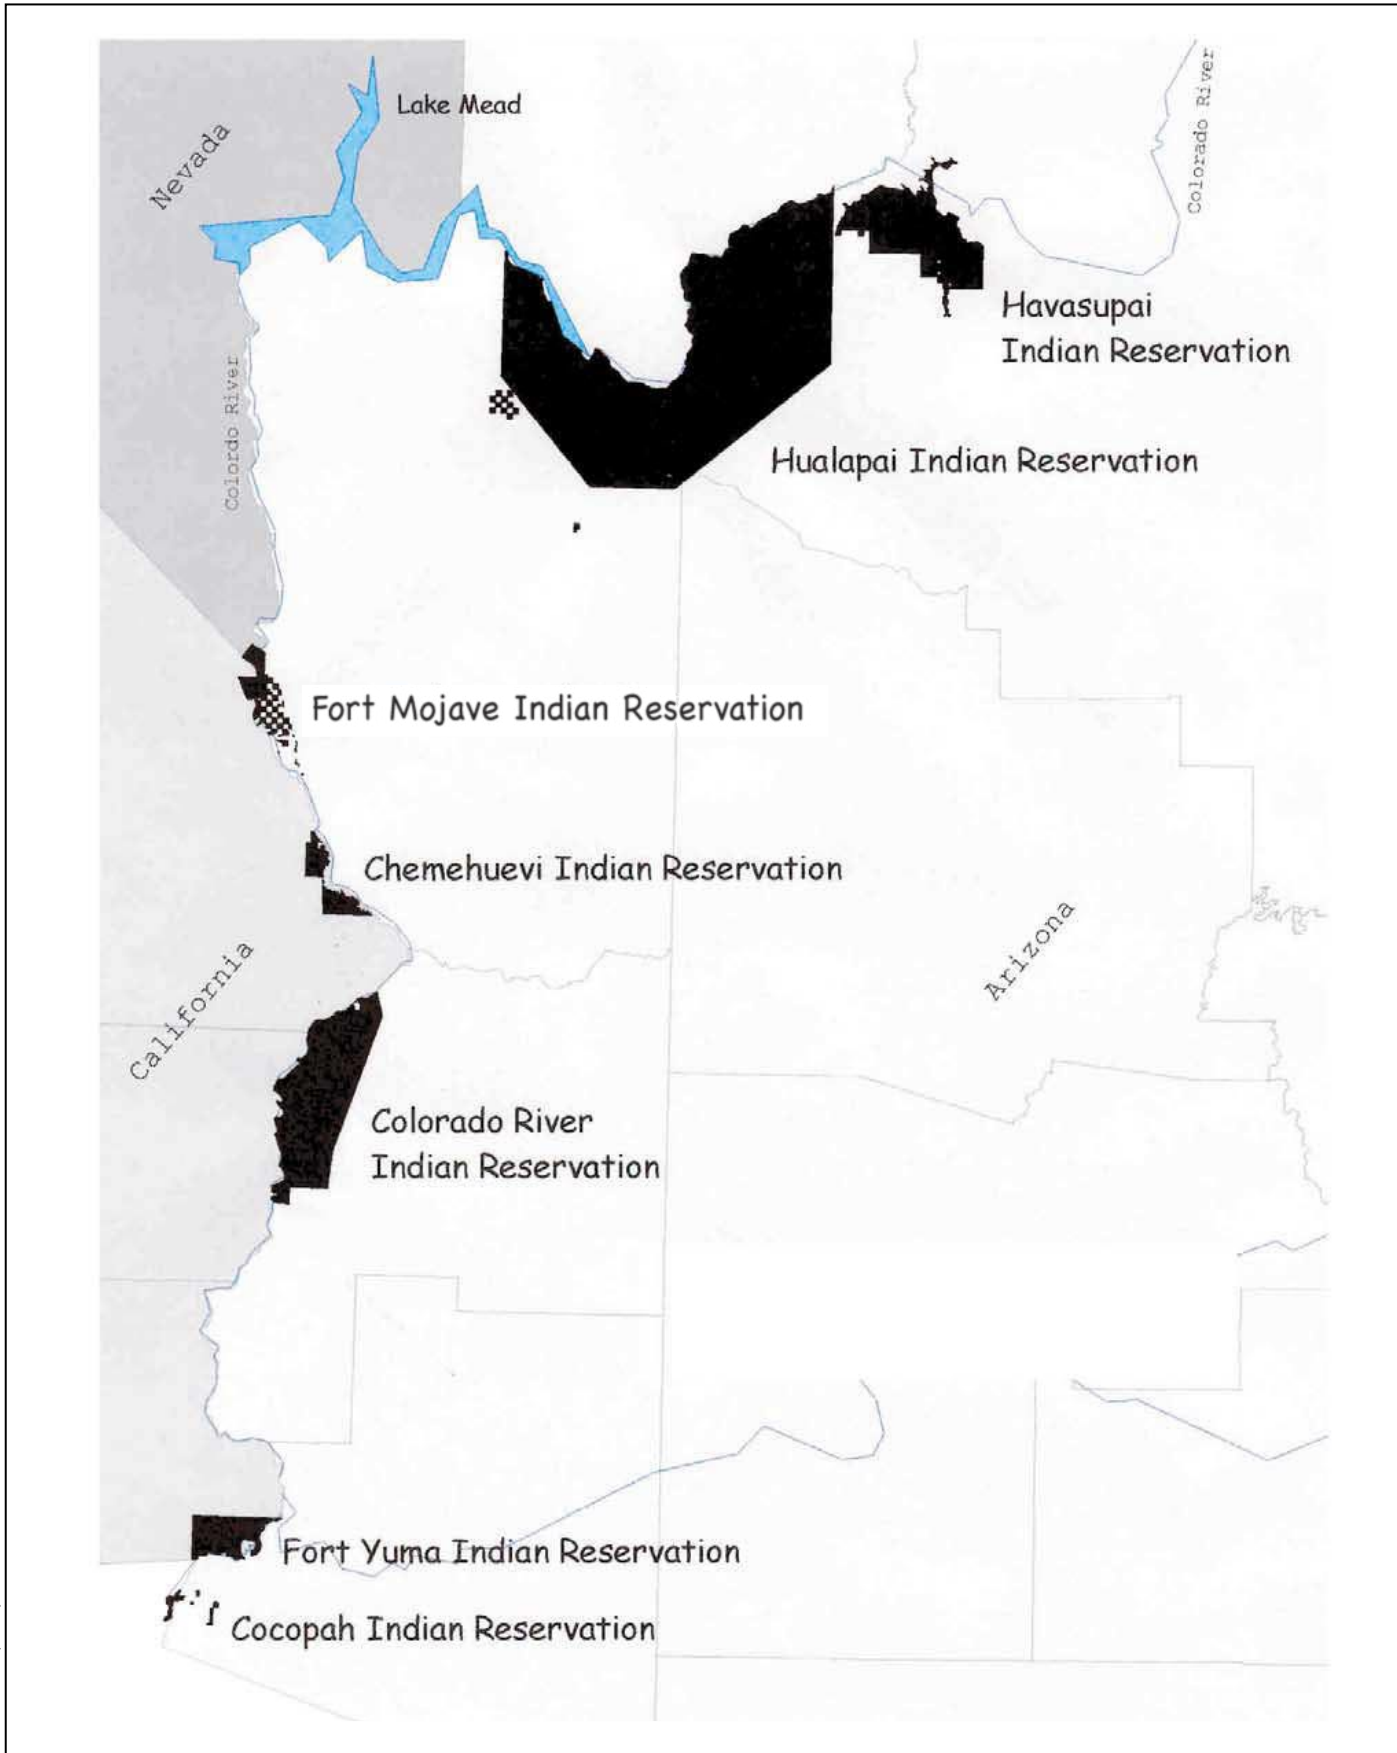 Lake Mead
Nevada
Colorado River
Havasupai
Indian Reservation
Colordo River
Hualapai Indian Reservation
Fort Mojave Indian Reservation
Chemehuevi Indian Reservation
Arizona
California
Colorado River
Indian Reservation
Fort Yuma Indian Reservation
Cocopah Indian Reservation